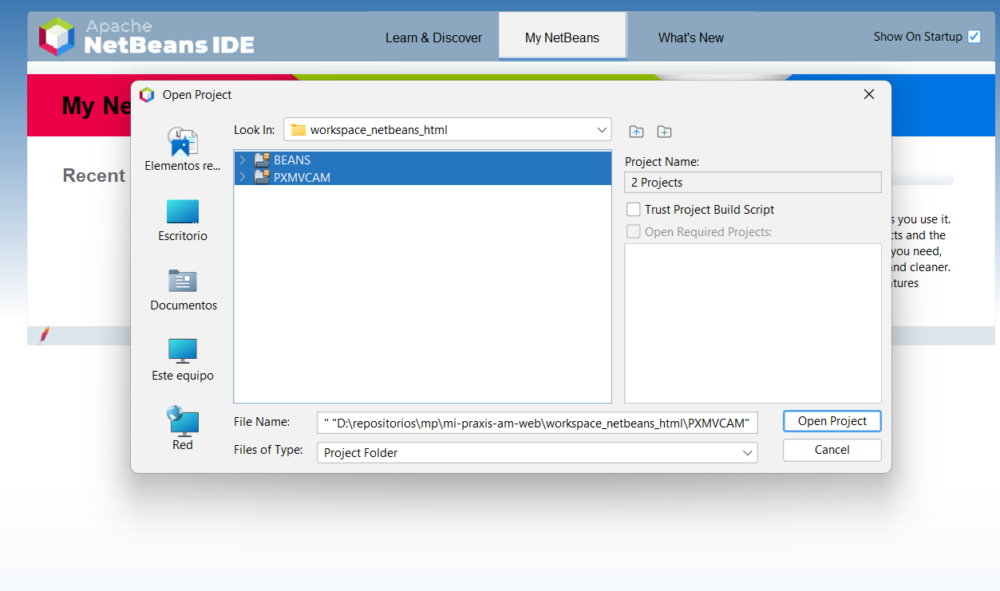 Apache
NetBeans IDE
Learn & Discover
My NetBeans
What's New
Show On Startup
My Ne
Open Project
Look In:
workspace_netbeans_html
Elementos re...
Escritorio
Documentos
Este equipo
Red
BEANS
PXMVCAM
Project Name:
2 Projects
Trust Project Build Script
Open Required Projects:
Recent
you use it.
and the
you need,
and cleaner.
File Name:
" "D:\repositorios\mp\mi-praxis-am-web\workspace_netbeans_html\PXMVCAM"
Open Project
Files of Type:
Project Folder
Cancel